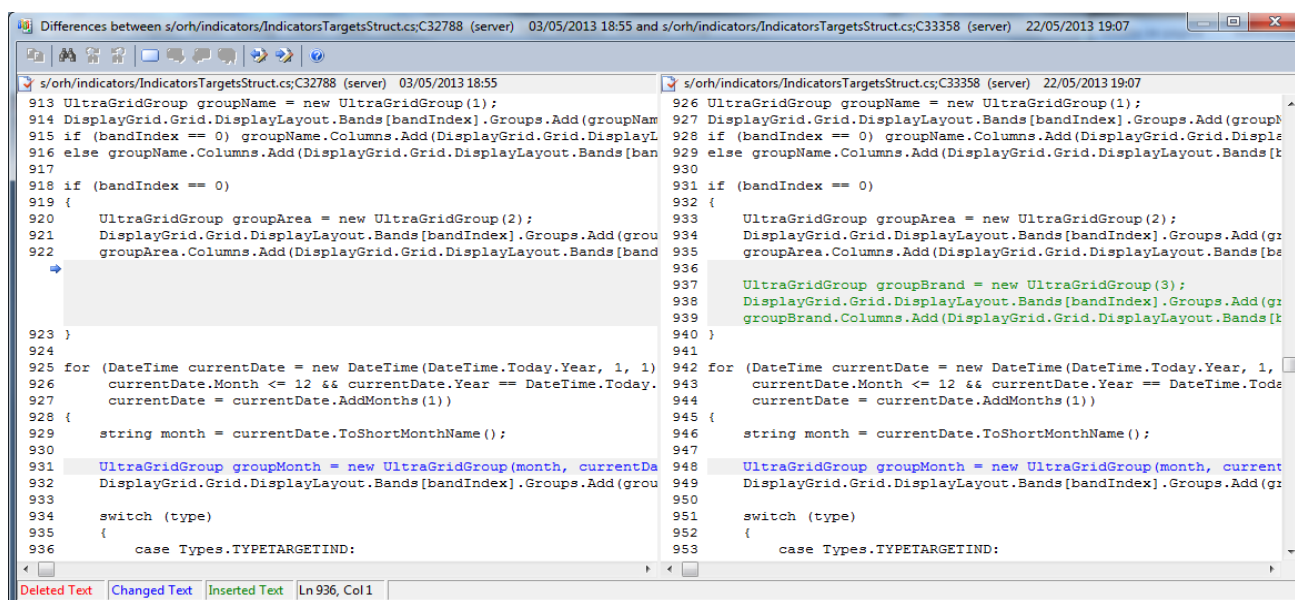 Differences between s/orh/indicators/IndicatorsTargetsStruct.cs;C32788 (server) 03/05/2013 18:55 and s/orh/indicators/IndicatorsTargetsStruct.cs;C33358 (server) 22/05/2013 19:07
s/orh/indicators/IndicatorsTargetsStruct.cs;C32788 (server) 03/05/2013 18:55
913 UltraGridGroup groupName = new UltraGridGroup(1);
914 DisplayGrid.Grid.DisplayLayout.Bands[bandIndex].Groups.Add(groupNam
915 if (bandIndex == 0) groupName.Columns.Add(DisplayGrid.Grid.DisplayL
916 else groupName.Columns.Add(DisplayGrid.Grid.DisplayLayout.Bands[ban
917
918 if (bandIndex == 0)
919 {
920     UltraGridGroup groupArea = new UltraGridGroup(2);
921     DisplayGrid.Grid.DisplayLayout.Bands[bandIndex].Groups.Add(grou
922     groupArea.Columns.Add(DisplayGrid.Grid.DisplayLayout.Bands[band
923 }
924
925 for (DateTime currentDate = new DateTime(DateTime.Today.Year, 1, 1)
926      currentDate.Month <= 12 && currentDate.Year == DateTime.Today.
927      currentDate = currentDate.AddMonths(1))
928 {
929     string month = currentDate.ToShortMonthName();
930
931     UltraGridGroup groupMonth = new UltraGridGroup(month, currentDa
932     DisplayGrid.Grid.DisplayLayout.Bands[bandIndex].Groups.Add(grou
933
934     switch (type)
935     {
936         case Types.TYPETARGETIND:
s/orh/indicators/IndicatorsTargetsStruct.cs;C33358 (server) 22/05/2013 19:07
926 UltraGridGroup groupName = new UltraGridGroup(1);
927 DisplayGrid.Grid.DisplayLayout.Bands[bandIndex].Groups.Add(groupN
928 if (bandIndex == 0) groupName.Columns.Add(DisplayGrid.Grid.Displa
929 else groupName.Columns.Add(DisplayGrid.Grid.DisplayLayout.Bands[b
930
931 if (bandIndex == 0)
932 {
933     UltraGridGroup groupArea = new UltraGridGroup(2);
934     DisplayGrid.Grid.DisplayLayout.Bands[bandIndex].Groups.Add(gr
935     groupArea.Columns.Add(DisplayGrid.Grid.DisplayLayout.Bands[ba
936
937     UltraGridGroup groupBrand = new UltraGridGroup(3);
938     DisplayGrid.Grid.DisplayLayout.Bands[bandIndex].Groups.Add(gr
939     groupBrand.Columns.Add(DisplayGrid.Grid.DisplayLayout.Bands[b
940 }
941
942 for (DateTime currentDate = new DateTime(DateTime.Today.Year, 1,
943      currentDate.Month <= 12 && currentDate.Year == DateTime.Toda
944      currentDate = currentDate.AddMonths(1))
945 {
946     string month = currentDate.ToShortMonthName();
947
948     UltraGridGroup groupMonth = new UltraGridGroup(month, current
949     DisplayGrid.Grid.DisplayLayout.Bands[bandIndex].Groups.Add(gr
950
951     switch (type)
952     {
953         case Types.TYPETARGETIND:
Deleted Text Changed Text Inserted Text Ln 936, Col 1